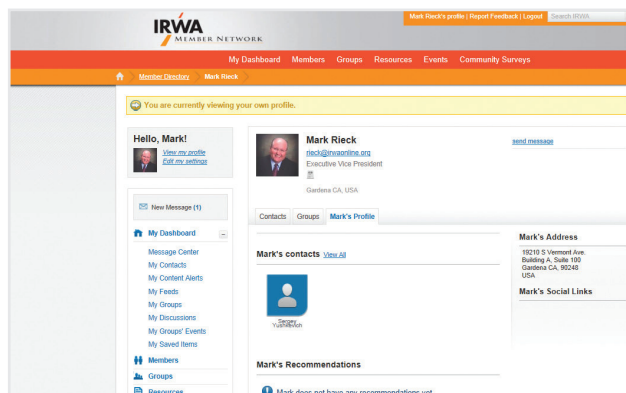 IRWA
MEMBER NETWORK
Mark Rieck's profile | Report Feedback | Logout
Search IRWA
My Dashboard Members Groups Resources Events Community Surveys
Member Directory Mark Rieck
You are currently viewing your own profile.
Hello, Mark!
View my profile
Edit my settings
New Message (1)
My Dashboard
Message Center
My Contacts
My Content Alerts
My Feeds
My Groups
My Discussions
My Groups' Events
My Saved Items
Members
Groups
Resources
Mark Rieck
rieck@irwaonline.org
Executive Vice President
Gardena CA, USA
send message
Contacts Groups Mark's Profile
Mark's contacts View All
Sergey
Yushkevich
Mark's Recommendations
Mark does not have any recommendations yet
Mark's Address
19210 S Vermont Ave.
Building A, Suite 100
Gardena CA, 90248
USA
Mark's Social Links